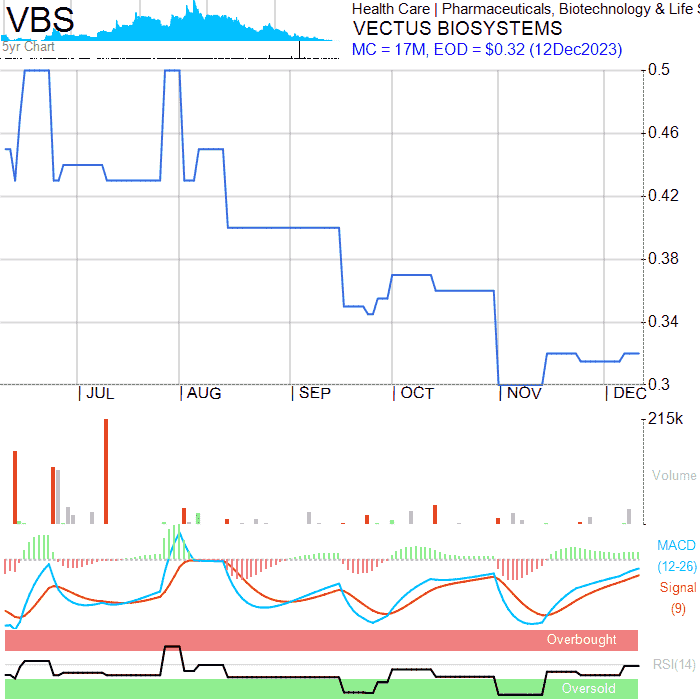 VBS
5yr Chart
Health Care | Pharmaceuticals, Biotechnology & Life S
VECTUS BIOSYSTEMS
MC = 17M, EOD = $0.32 (12Dec2023)
0.5
0.46
0.42
0.38
0.34
0.3
| JUL
| AUG
| SEP
| OCT
| NOV
| DEC
215k
Volume
MACD
(12-26)
Signal
(9)
Overbought
RSI(14)
Oversold